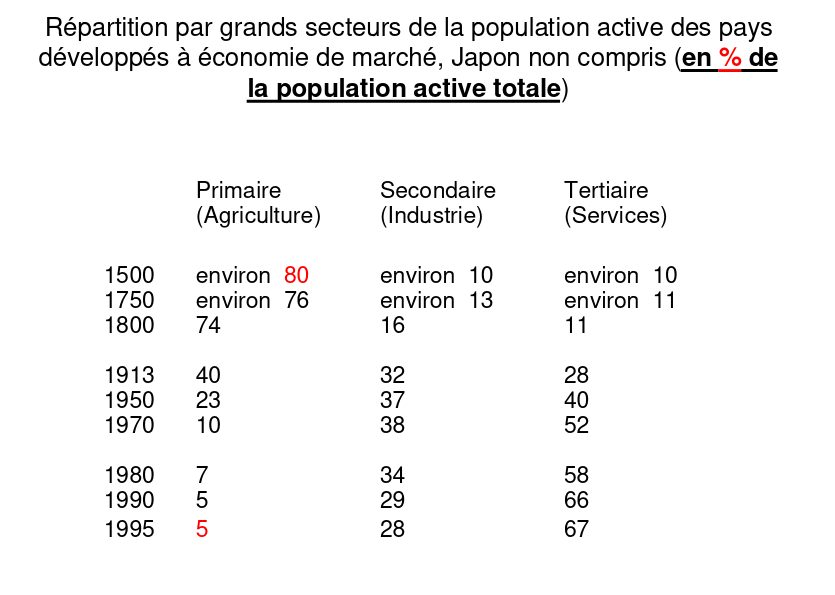 Répartition par grands secteurs de la population active des pays
développés à économie de marché, Japon non compris (en % de
la population active totale)
Primaire Secondaire Tertiaire
(Agriculture) (Industrie) (Services)
1500 environ 80 environ 10 environ 10
1750 environ 76 environ 13 environ 11
1800 74 16 11
1913 40 32 28
1950 23 37 40
1970 10 38 52
1980 7 34 58
1990 5 29 66
1995 5 28 67